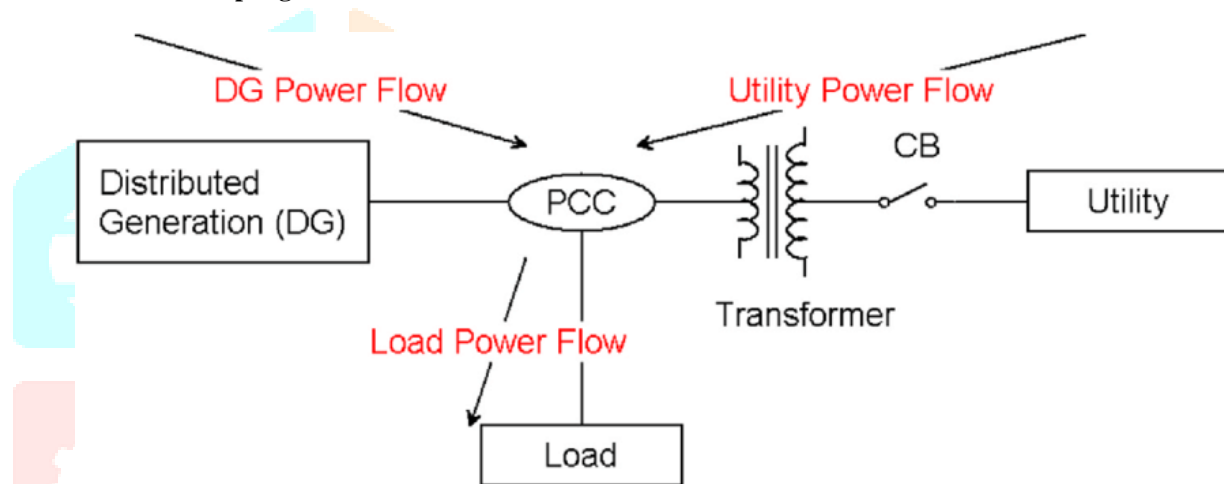 DG Power Flow
Utility Power Flow
CB
Distributed
Generation (DG)
PCC
Utility
Transformer
Load Power Flow
Load